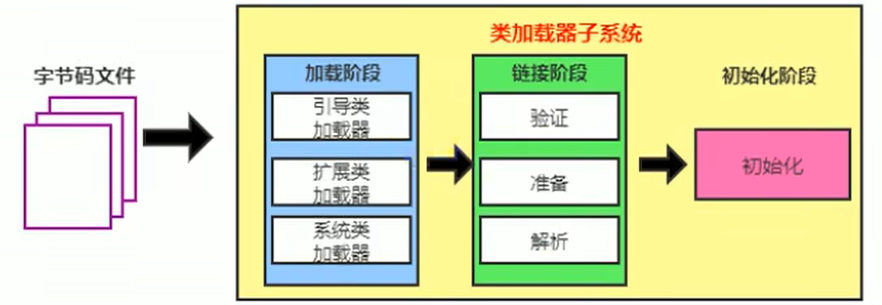 类加载器子系统
字节码文件
加载阶段
引导类
加载器
扩展类
加载器
系统类
加载器
链接阶段
验证
准备
解析
初始化阶段
初始化